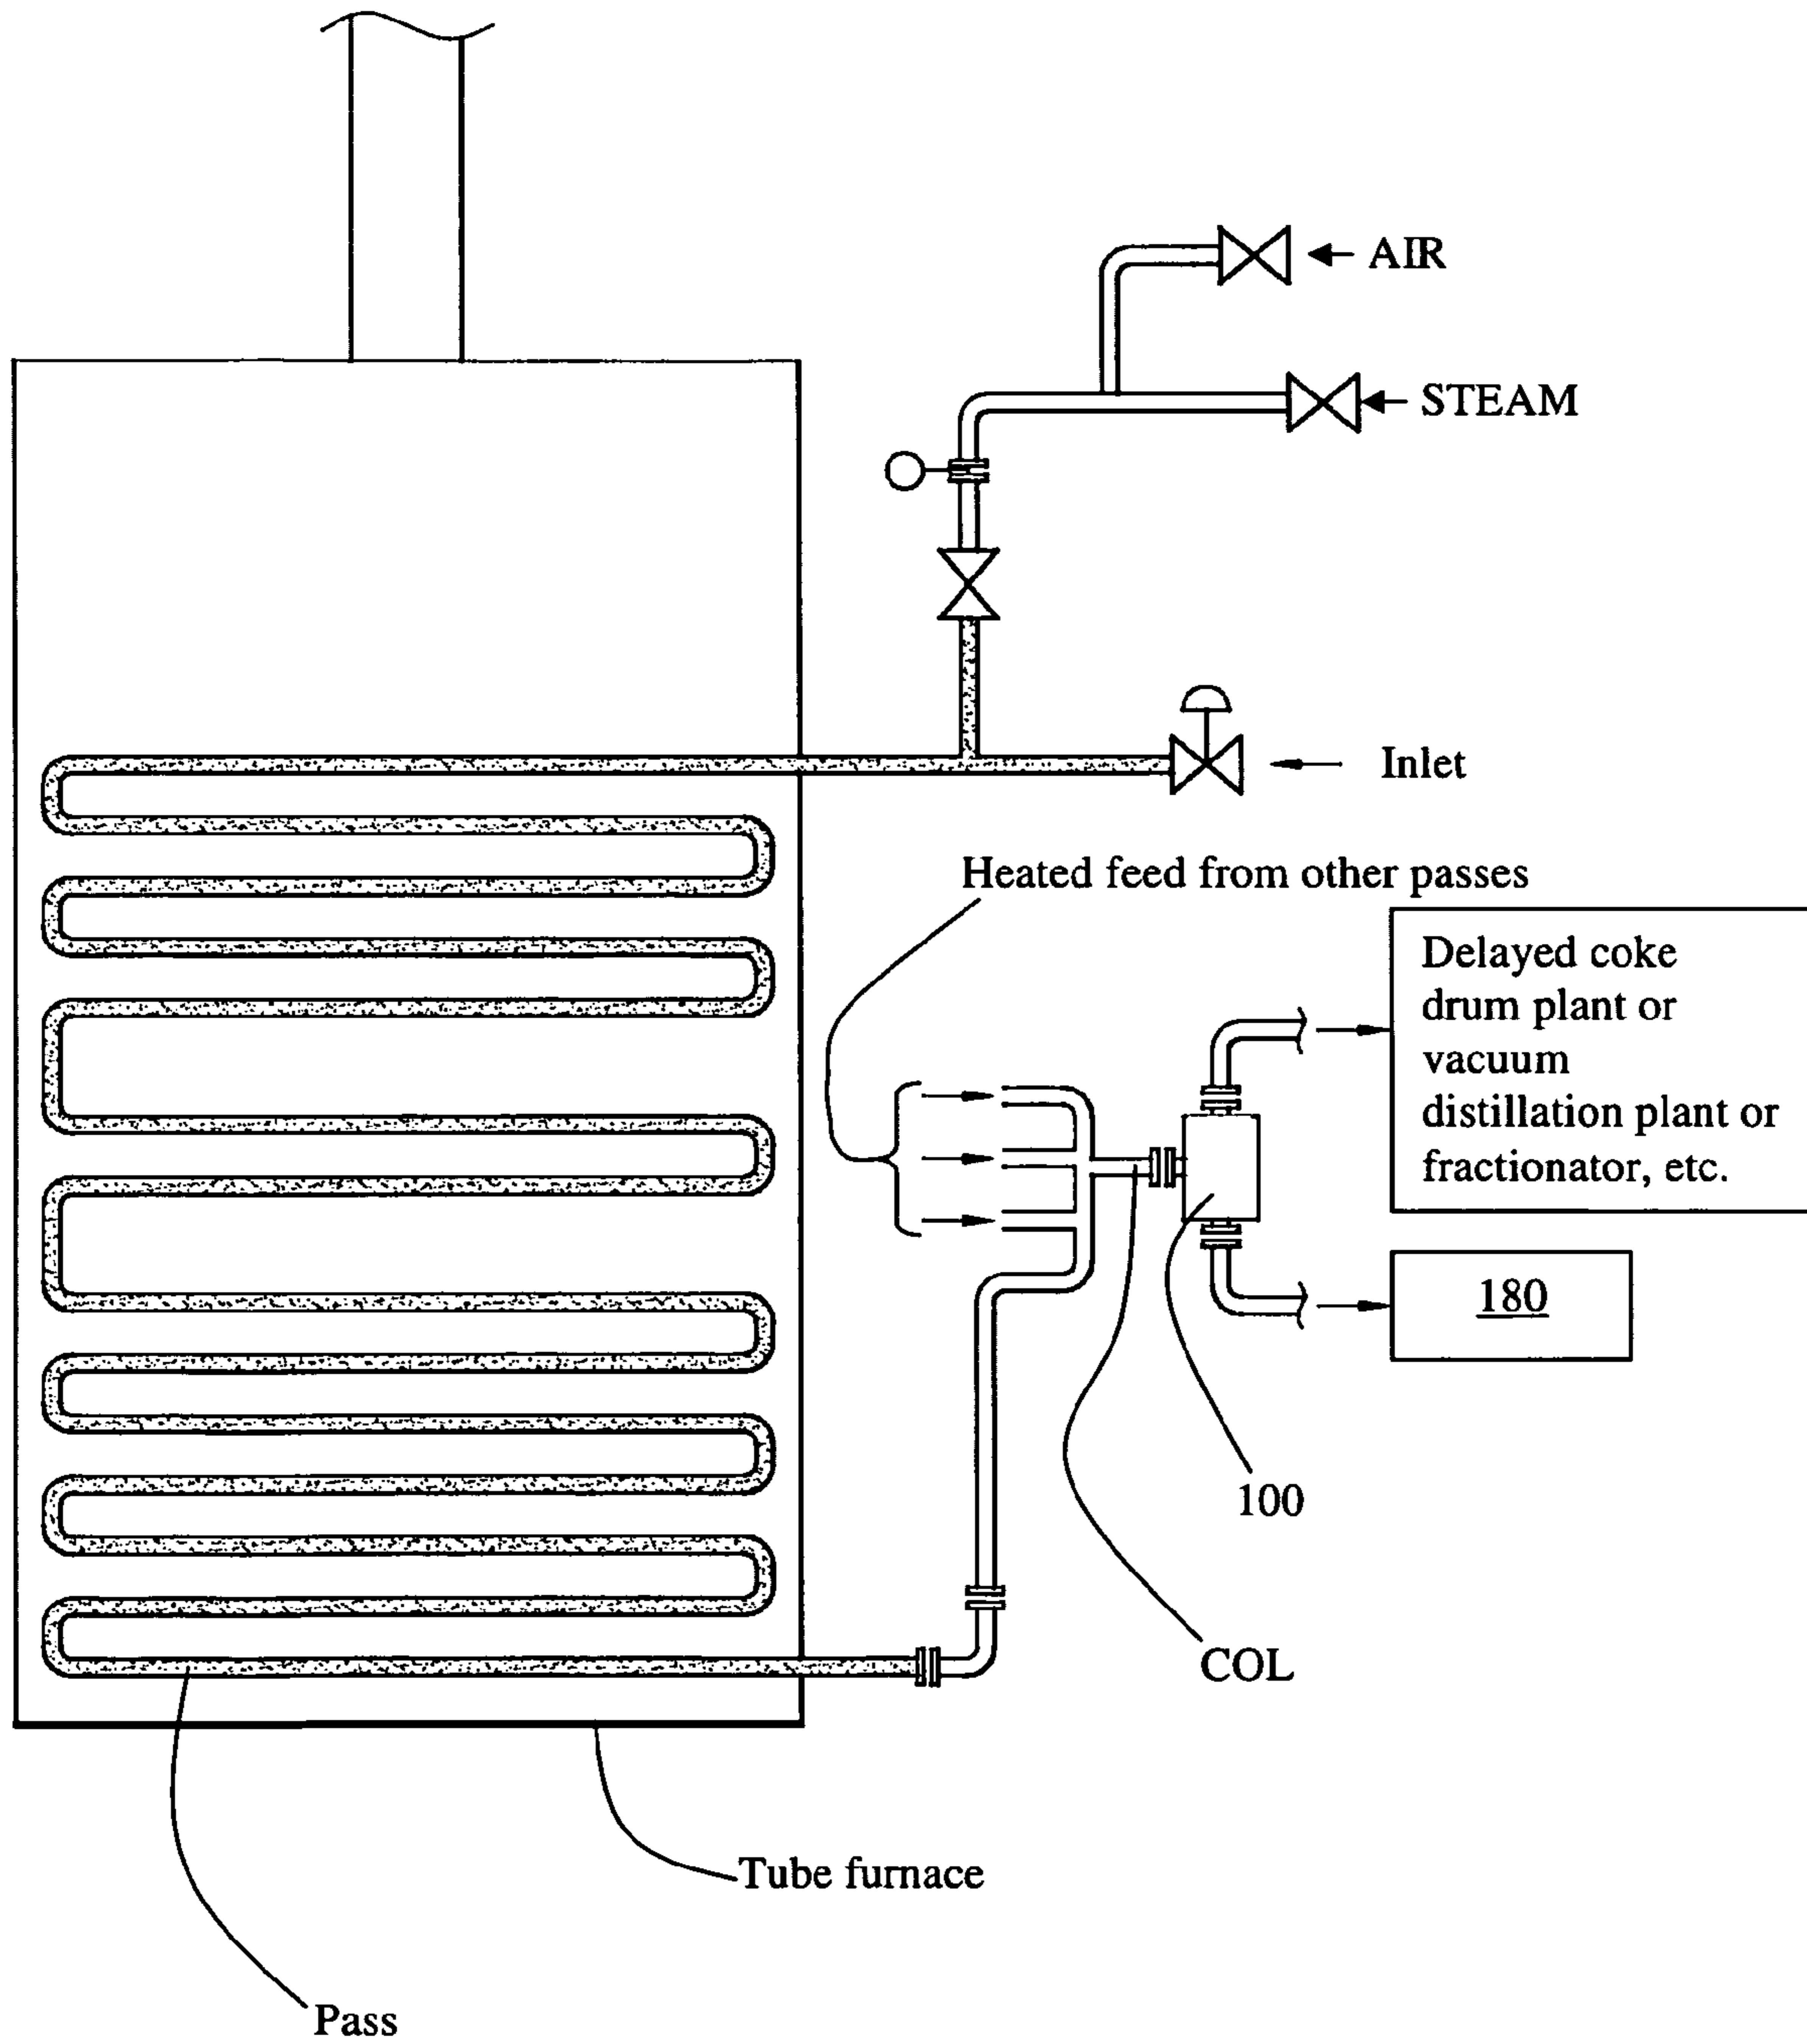 AIR
STEAM
Inlet
Heated feed from other passes
Delayed coke
drum plant or
vacuum
distillation plant or
fractionator, etc.
180
100
COL
Tube furnace
Pass